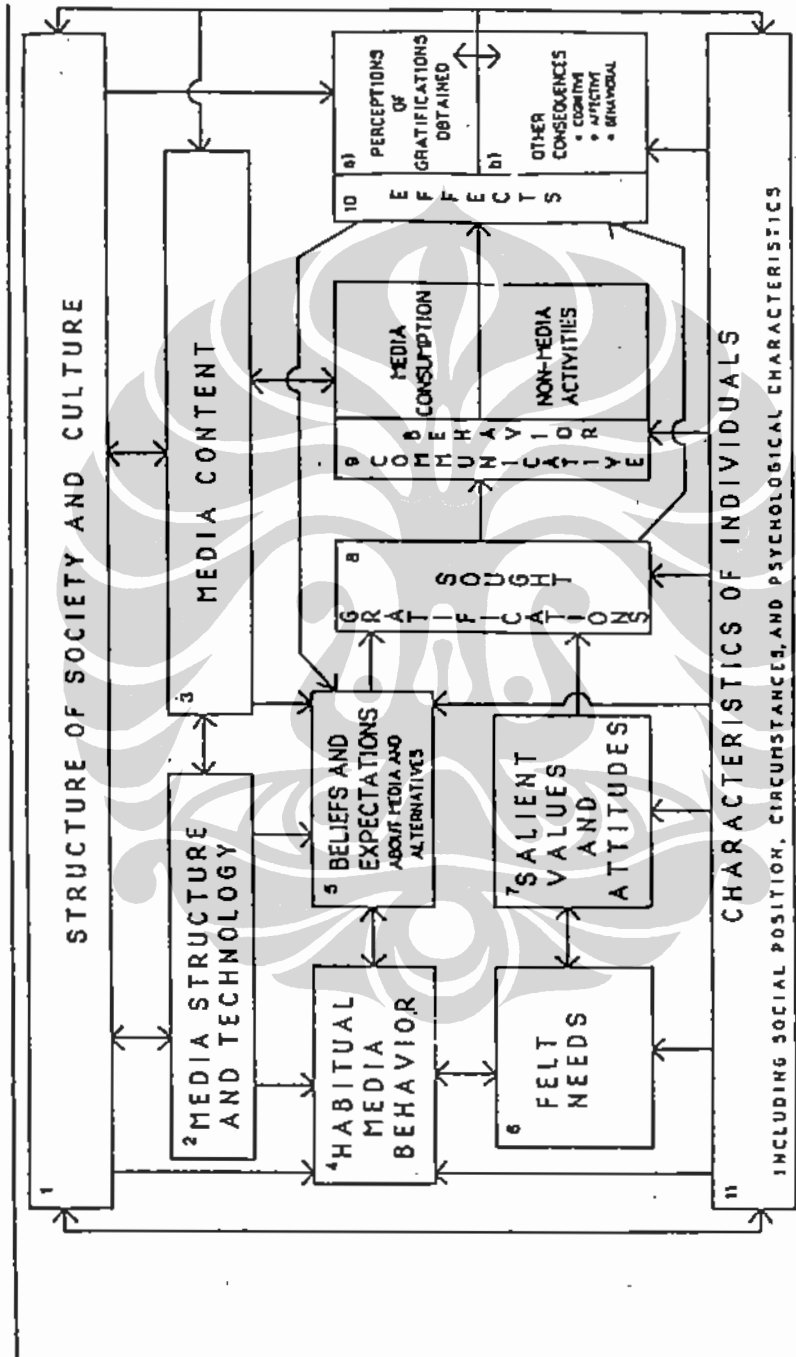 1
STRUCTURE OF SOCIETY AND CULTURE
2
MEDIA STRUCTURE
AND TECHNOLOGY
3
MEDIA CONTENT
4
HABITUAL
MEDIA
BEHAVIOR
5
BELIEFS AND
EXPECTATIONS
ABOUT MEDIA AND
ALTERNATIVES
6
FELT
NEEDS
7
SALIENT
VALUES
AND
ATTITUDES
8
GRATIFICATIONS
SOUGHT
9
COMMUNICATIVE
BEHAVIOR
MEDIA
CONSUMPTION
NON-MEDIA
ACTIVITIES
10
EFFECTS
a)
PERCEPTIONS
OF
GRATIFICATIONS
OBTAINED
b)
OTHER
CONSEQUENCES
COGNITIVE
AFFECTIVE
BEHAVIORAL
11
CHARACTERISTICS OF INDIVIDUALS
INCLUDING SOCIAL POSITION, CIRCUMSTANCES, AND PSYCHOLOGICAL CHARACTERISTICS